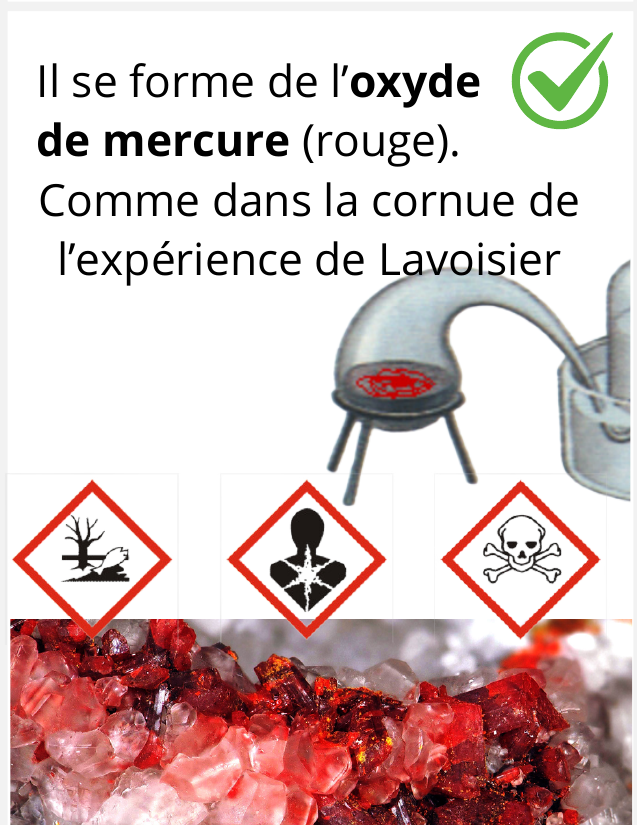 Il se forme de l’oxyde
de mercure (rouge).
Comme dans la cornue de
l’expérience de Lavoisier